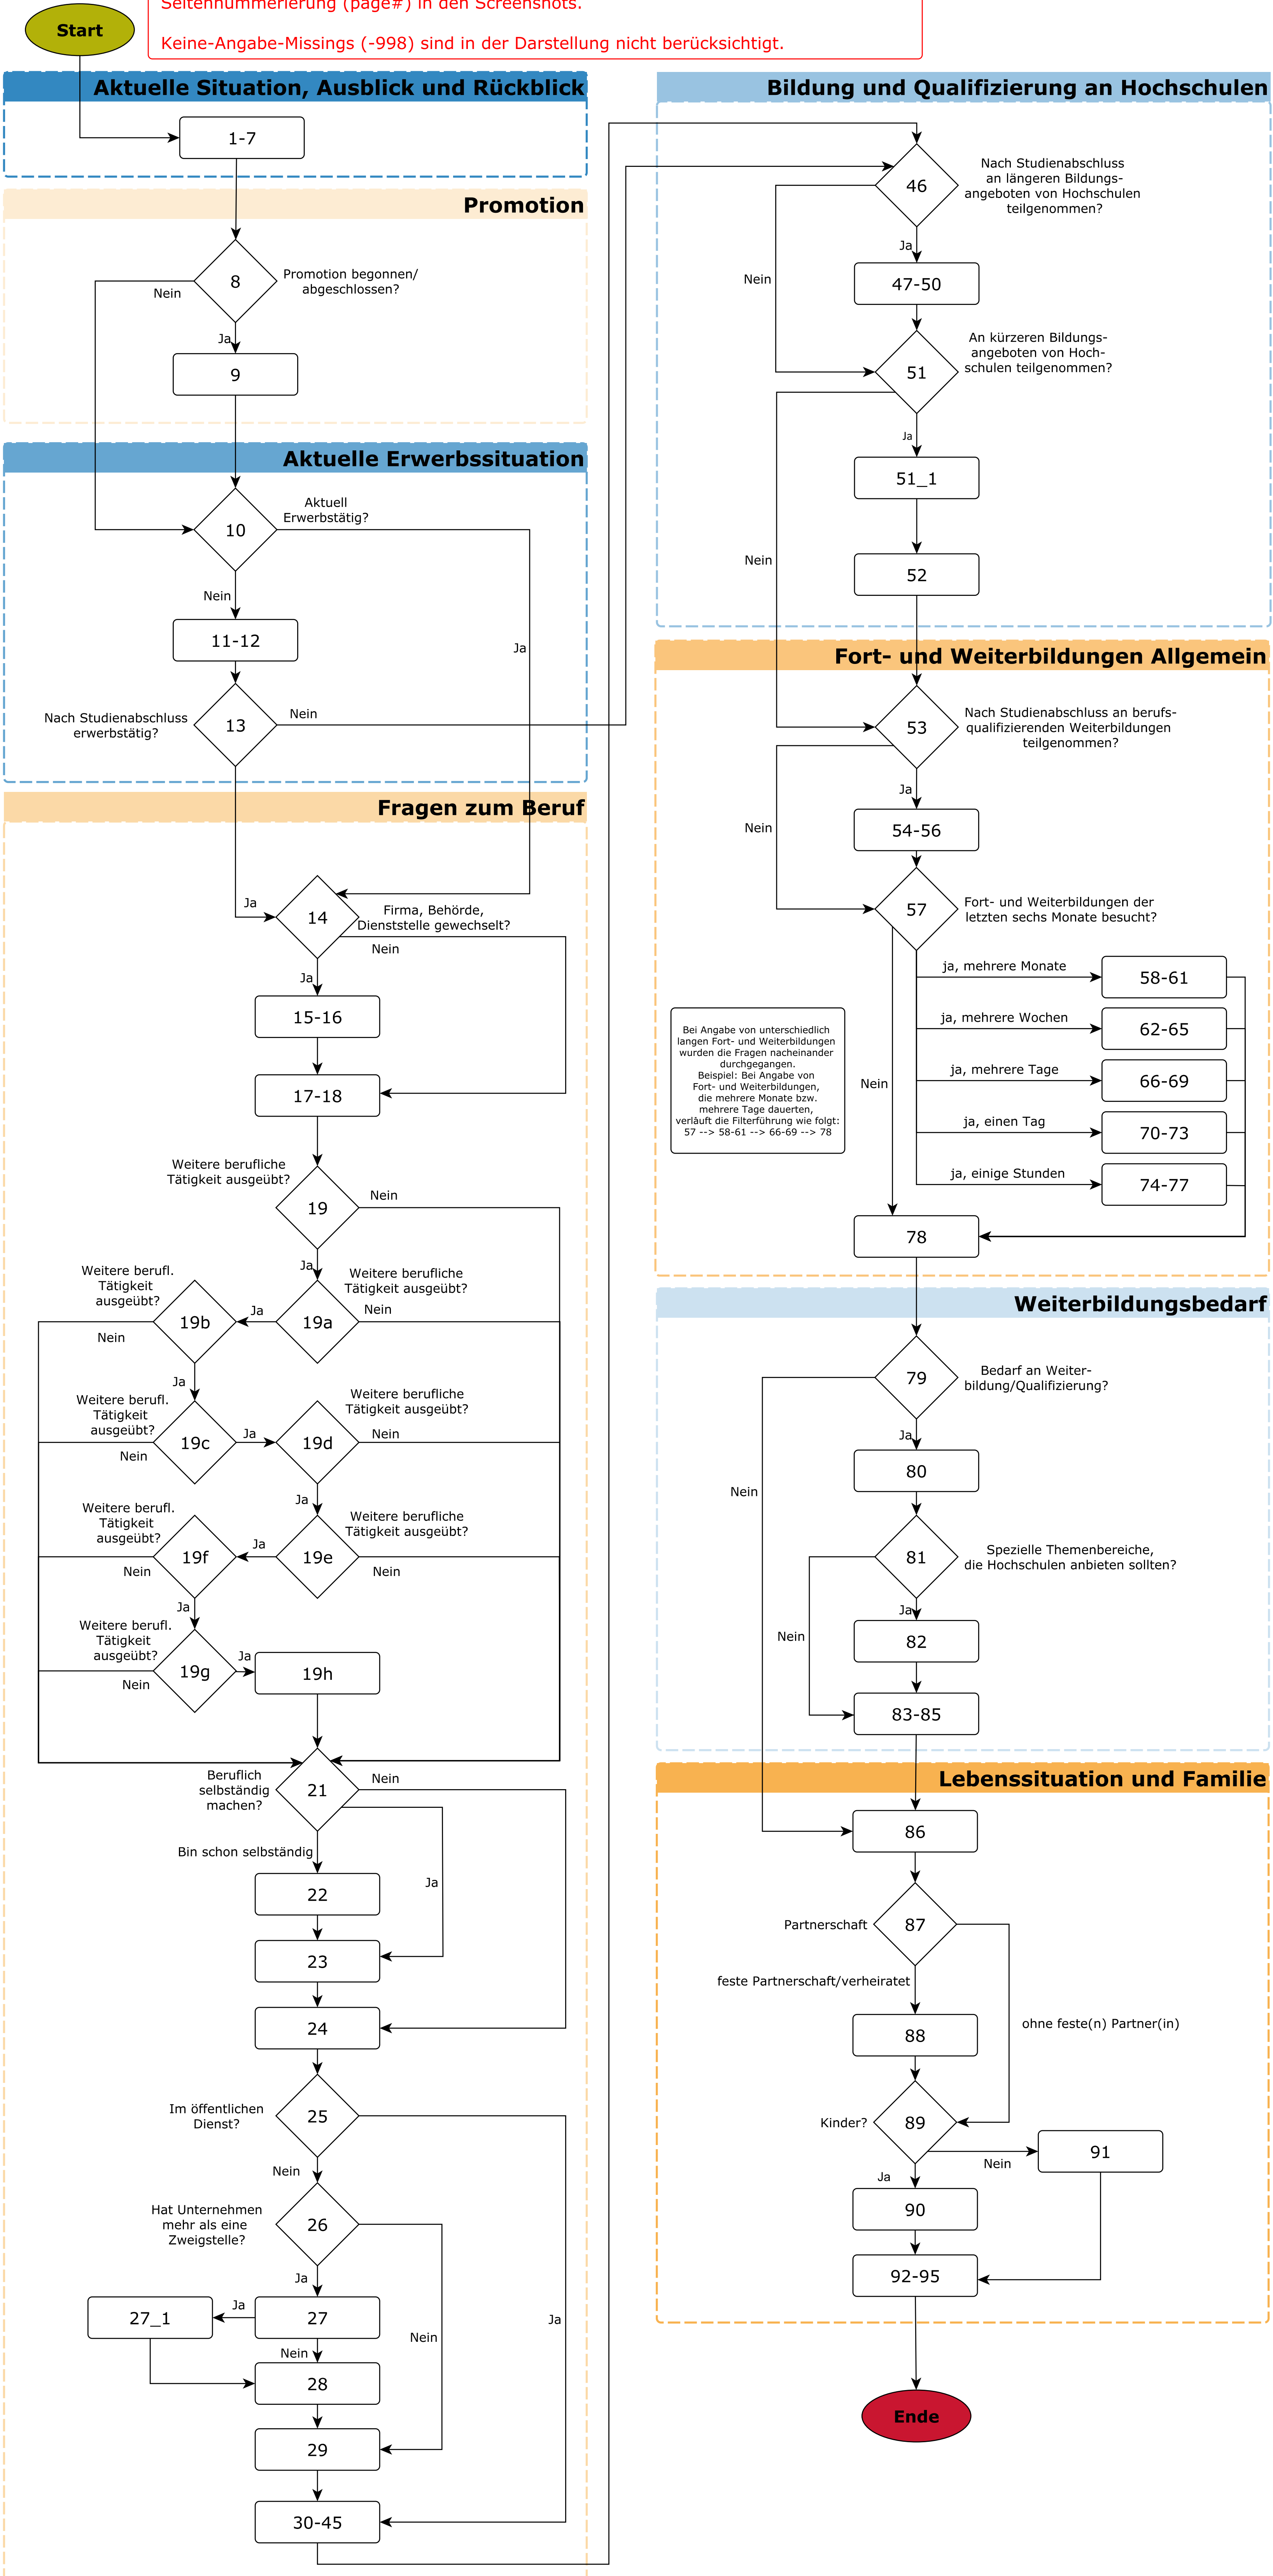 Seitennummerierung (page#) in den Screenshots.
Keine-Angabe-Missings (-998) sind in der Darstellung nicht berücksichtigt.
Start
Aktuelle Situation, Ausblick und Rückblick
1-7
Promotion
8
Promotion begonnen/
abgeschlossen?
Nein
Ja
9
Aktuelle Erwerbssituation
10
Aktuell
Erwerbstätig?
Nein
Ja
11-12
13
Nach Studienabschluss
erwerbstätig?
Nein
Fragen zum Beruf
Ja
14
Firma, Behörde,
Dienststelle gewechselt?
Nein
Ja
15-16
17-18
Weitere berufliche
Tätigkeit ausgeübt?
19
Nein
Ja
Weitere berufl.
Tätigkeit
ausgeübt?
19b
Ja
19a
Weitere berufliche
Tätigkeit ausgeübt?
Nein
Nein
Ja
Weitere berufl.
Tätigkeit
ausgeübt?
19c
Ja
19d
Weitere berufliche
Tätigkeit ausgeübt?
Nein
Nein
Ja
Weitere berufl.
Tätigkeit
ausgeübt?
19f
Ja
19e
Weitere berufliche
Tätigkeit ausgeübt?
Nein
Nein
Ja
Weitere berufl.
Tätigkeit
ausgeübt?
19g
Ja
19h
Nein
Beruflich
selbständig
machen?
21
Nein
Bin schon selbständig
Ja
22
23
24
Im öffentlichen
Dienst?
25
Nein
Ja
Hat Unternehmen
mehr als eine
Zweigstelle?
26
Ja
Nein
27_1
Ja
27
Nein
28
29
30-45
Bildung und Qualifizierung an Hochschulen
46
Nach Studienabschluss
an längeren Bildungs-
angeboten von Hochschulen
teilgenommen?
Ja
Nein
47-50
51
An kürzeren Bildungs-
angeboten von Hoch-
schulen teilgenommen?
Ja
51_1
Nein
52
Fort- und Weiterbildungen Allgemein
53
Nach Studienabschluss an berufs-
qualifizierenden Weiterbildungen
teilgenommen?
Ja
Nein
54-56
57
Fort- und Weiterbildungen der
letzten sechs Monate besucht?
ja, mehrere Monate
58-61
ja, mehrere Wochen
62-65
ja, mehrere Tage
66-69
ja, einen Tag
70-73
ja, einige Stunden
74-77
Nein
Bei Angabe von unterschiedlich
langen Fort- und Weiterbildungen
wurden die Fragen nacheinander
durchgegangen.
Beispiel: Bei Angabe von
Fort- und Weiterbildungen,
die mehrere Monate bzw.
mehrere Tage dauerten,
verläuft die Filterführung wie folgt:
57 --> 58-61 --> 66-69 --> 78
78
Weiterbildungsbedarf
79
Bedarf an Weiter-
bildung/Qualifizierung?
Ja
Nein
80
81
Spezielle Themenbereiche,
die Hochschulen anbieten sollten?
Ja
Nein
82
83-85
Lebenssituation und Familie
86
Partnerschaft
87
feste Partnerschaft/verheiratet
ohne feste(n) Partner(in)
88
Kinder?
89
Nein
91
Ja
90
92-95
Ende